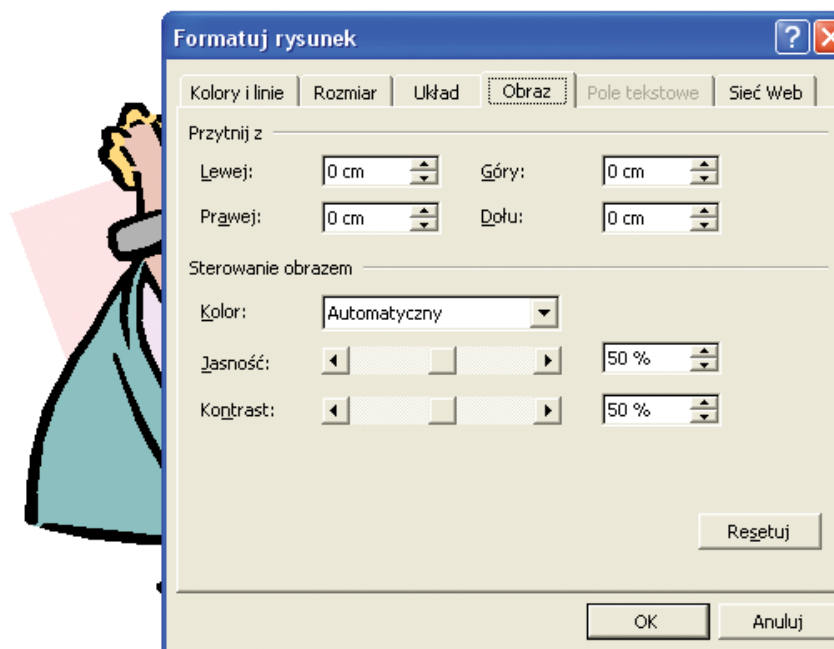 Formatuj rysunek
Kolory i linie Rozmiar Układ Obraz Pole tekstowe Sieć Web
Przytnij z
Lewej: 0 cm Góry: 0 cm
Prawej: 0 cm Dołu: 0 cm
Sterowanie obrazem
Kolor: Automatyczny
Jasność: 50 %
Kontrast: 50 %
Resetuj
OK Anuluj